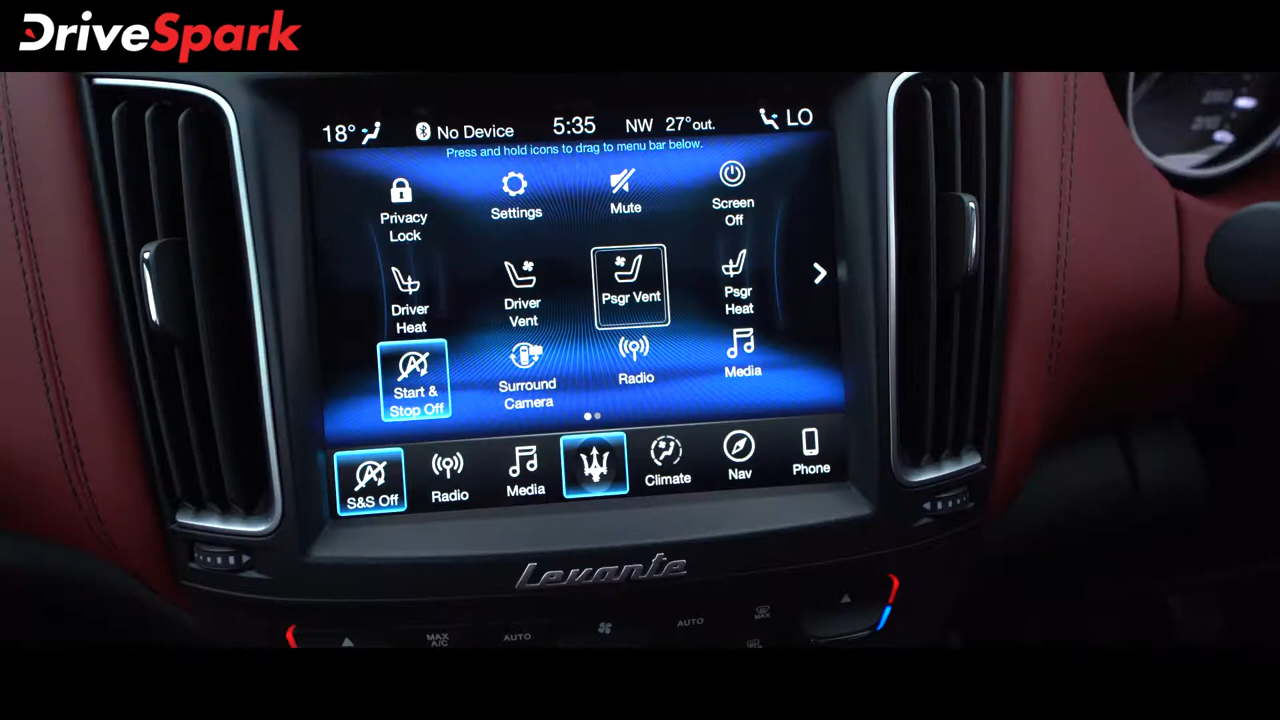 DriveSpark
18° No Device 5:35 NW 27°out. LO
Press and hold icons to drag to menu bar below.
Privacy
Lock
Settings
Mute
Screen
Off
Driver
Heat
Driver
Vent
Psgr Vent
Psgr
Heat
Start &
Stop Off
Surround
Camera
Radio
Media
S&S Off
Radio
Media
Climate
Nav
Phone
Levante
MAX
A/C
AUTO
AUTO
MAX